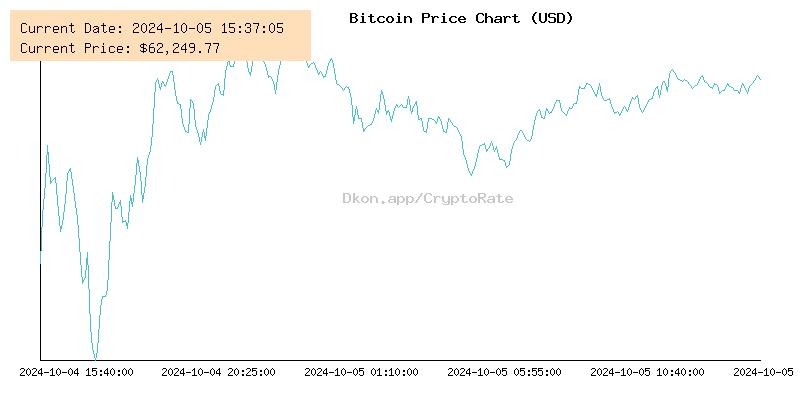 Bitcoin Price Chart (USD)
Current Date: 2024-10-05 15:37:05
Current Price: $62,249.77
Dkon.app/CryptoRate
2024-10-04 15:40:00 2024-10-04 20:25:00 2024-10-05 01:10:00 2024-10-05 05:55:00 2024-10-05 10:40:00 2024-10-05